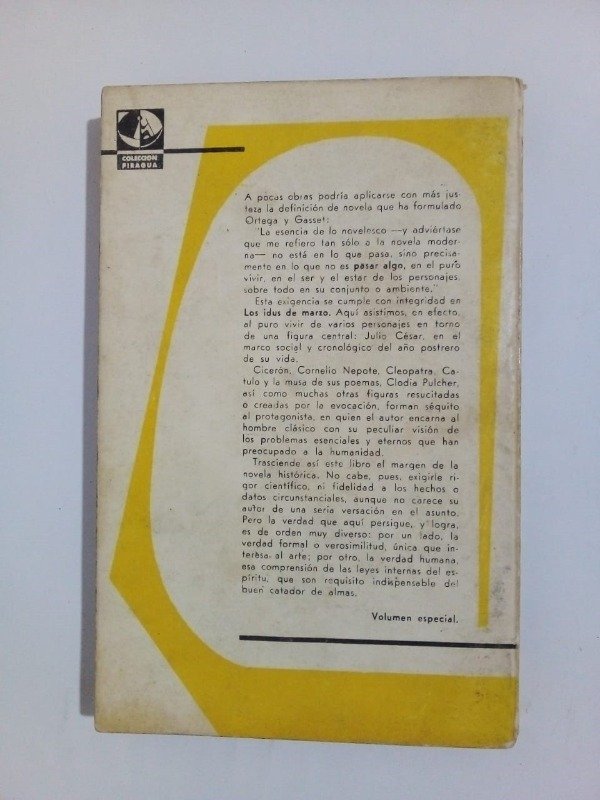 COLECCION
PIRAGUA
A pocas obras podría aplicarse con más jus-
teza la definición de novela que ha formulado
Ortega y Gasset:
"La esencia de lo novelesco —y adviértase
que me refiero tan sólo a la novela moder-
na— no está en lo que pasa, sino precisa-
mente en lo que no es pasar algo, en el puro
vivir, en el ser y el estar de los personajes,
sobre todo en su conjunto o ambiente."
Esta exigencia se cumple con integridad en
Los idus de marzo. Aquí asistimos, en efecto,
al puro vivir de varios personajes en torno
de una figura central: Julio César, en el
marco social y cronológico del año postrero
de su vida.
Cicerón, Cornelio Nepote, Cleopatra, Ca-
tulo y la musa de sus poemas, Clodia Pulcher,
así como muchas otras figuras resucitadas
o creadas por la evocación, forman séquito
al protagonista, en quien el autor encarna al
hombre clásico con su peculiar visión de
los problemas esenciales y eternos que han
preocupado a la humanidad.
Trasciende así este libro al margen de la
novela histórica. No cabe, pues, exigirle ri-
gor científico, ni fidelidad a los hechos o
datos circunstanciales, aunque no carece su
autor de una seria versación en el asunto.
Pero la verdad que aquí persigue, y logra,
es de orden muy diverso: por un lado, la
verdad formal o verosimilitud, única que in-
teresa al arte; por otro, la verdad humana,
esa comprensión de las leyes internas del es-
píritu, que son requisito indispensable del
buen catador de almas.
Volumen especial.